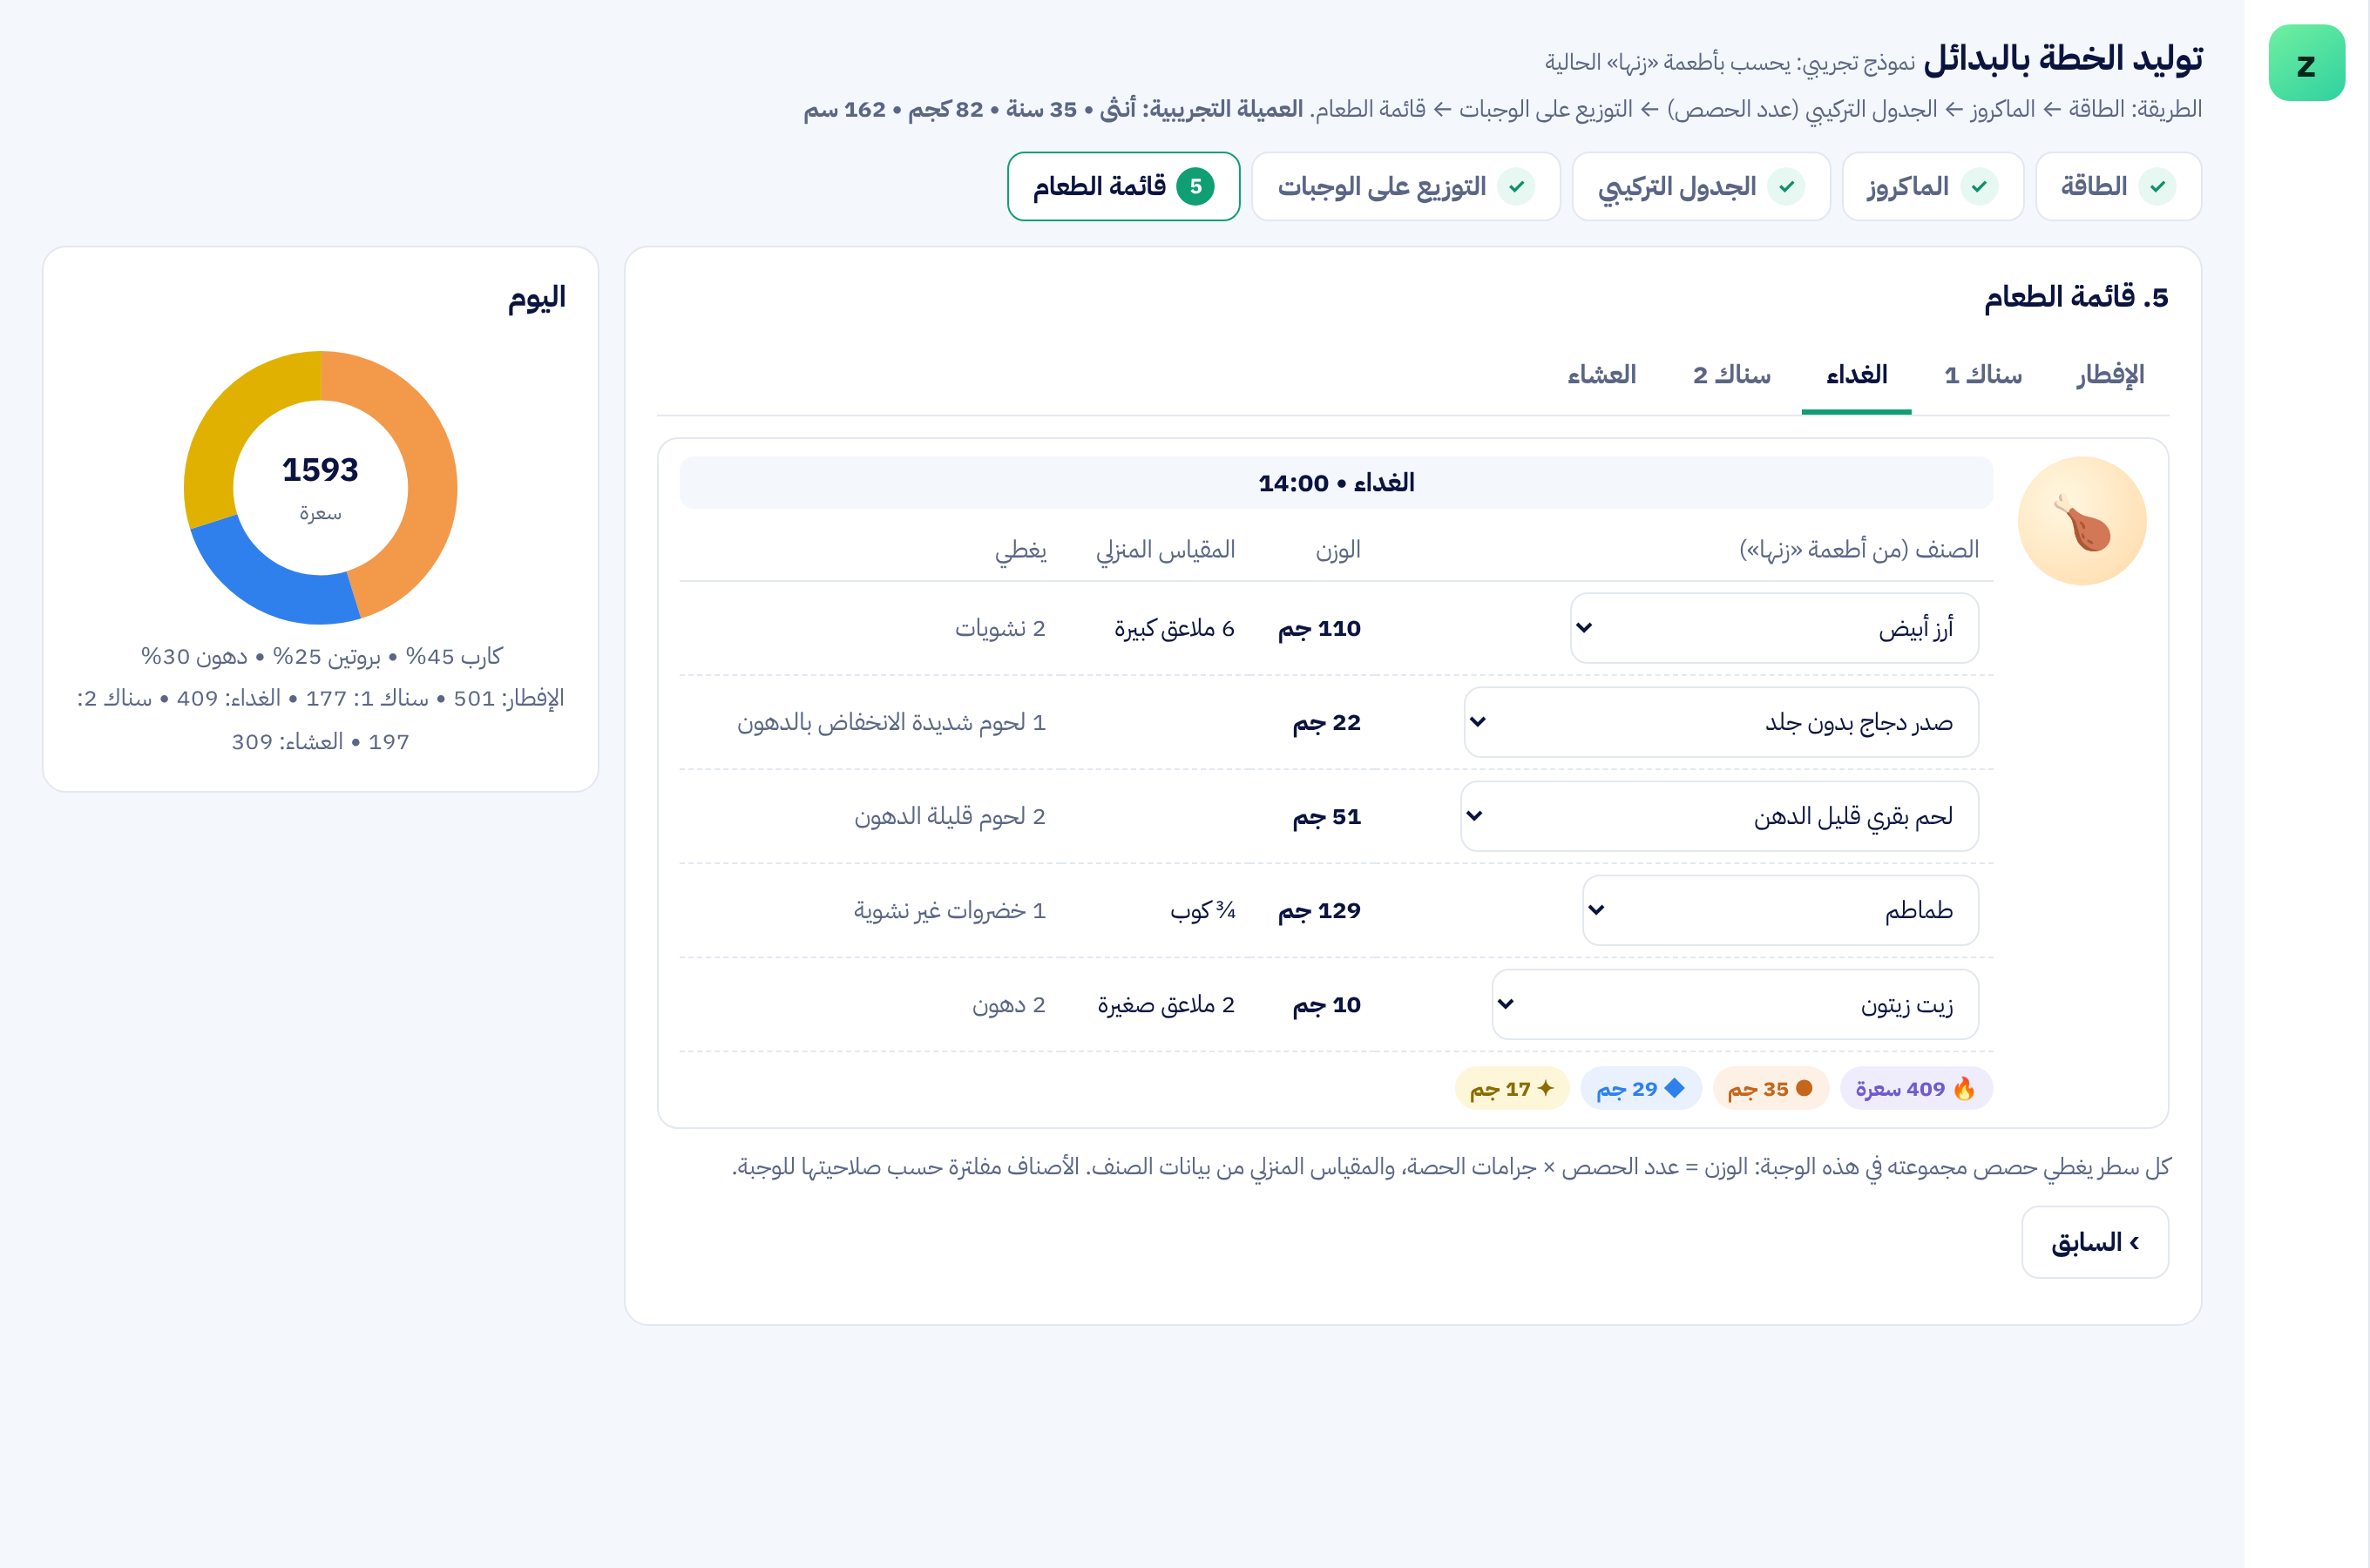 z
توليد الخطة بالبدائل نموذج تجريبي: يحسب بأطعمة «زنها» الحالية
الطريقة: الطاقة ← الماكروز ← الجدول التركيبي (عدد الحصص) ← التوزيع على الوجبات ← قائمة الطعام. العميلة التجريبية: أنثى • 35 سنة • 82 كجم • 162 سم
✓ الطاقة
✓ الماكروز
✓ الجدول التركيبي
✓ التوزيع على الوجبات
5 قائمة الطعام
5. قائمة الطعام
الإفطار سناك 1 الغداء سناك 2 العشاء
الغداء • 14:00
الصنف (من أطعمة «زنها») الوزن المقياس المنزلي يغطي
أرز أبيض 110 جم 6 ملاعق كبيرة 2 نشويات
صدر دجاج بدون جلد 22 جم 1 لحوم شديدة الانخفاض بالدهون
لحم بقري قليل الدهن 51 جم 2 لحوم قليلة الدهون
طماطم 129 جم ¾ كوب 1 خضروات غير نشوية
زيت زيتون 10 جم 2 ملاعق صغيرة 2 دهون
🔥 409 سعرة ● 35 جم ◆ 29 جم ✦ 17 جم
كل سطر يغطي حصص مجموعته في هذه الوجبة: الوزن = عدد الحصص × جرامات الحصة، والمقياس المنزلي من بيانات الصنف. الأصناف مفلترة حسب صلاحيتها للوجبة.
› السابق
اليوم
1593
سعرة
كارب 45% • بروتين 25% • دهون 30%
الإفطار: 501 • سناك 1: 177 • الغداء: 409 • سناك 2:
197 • العشاء: 309